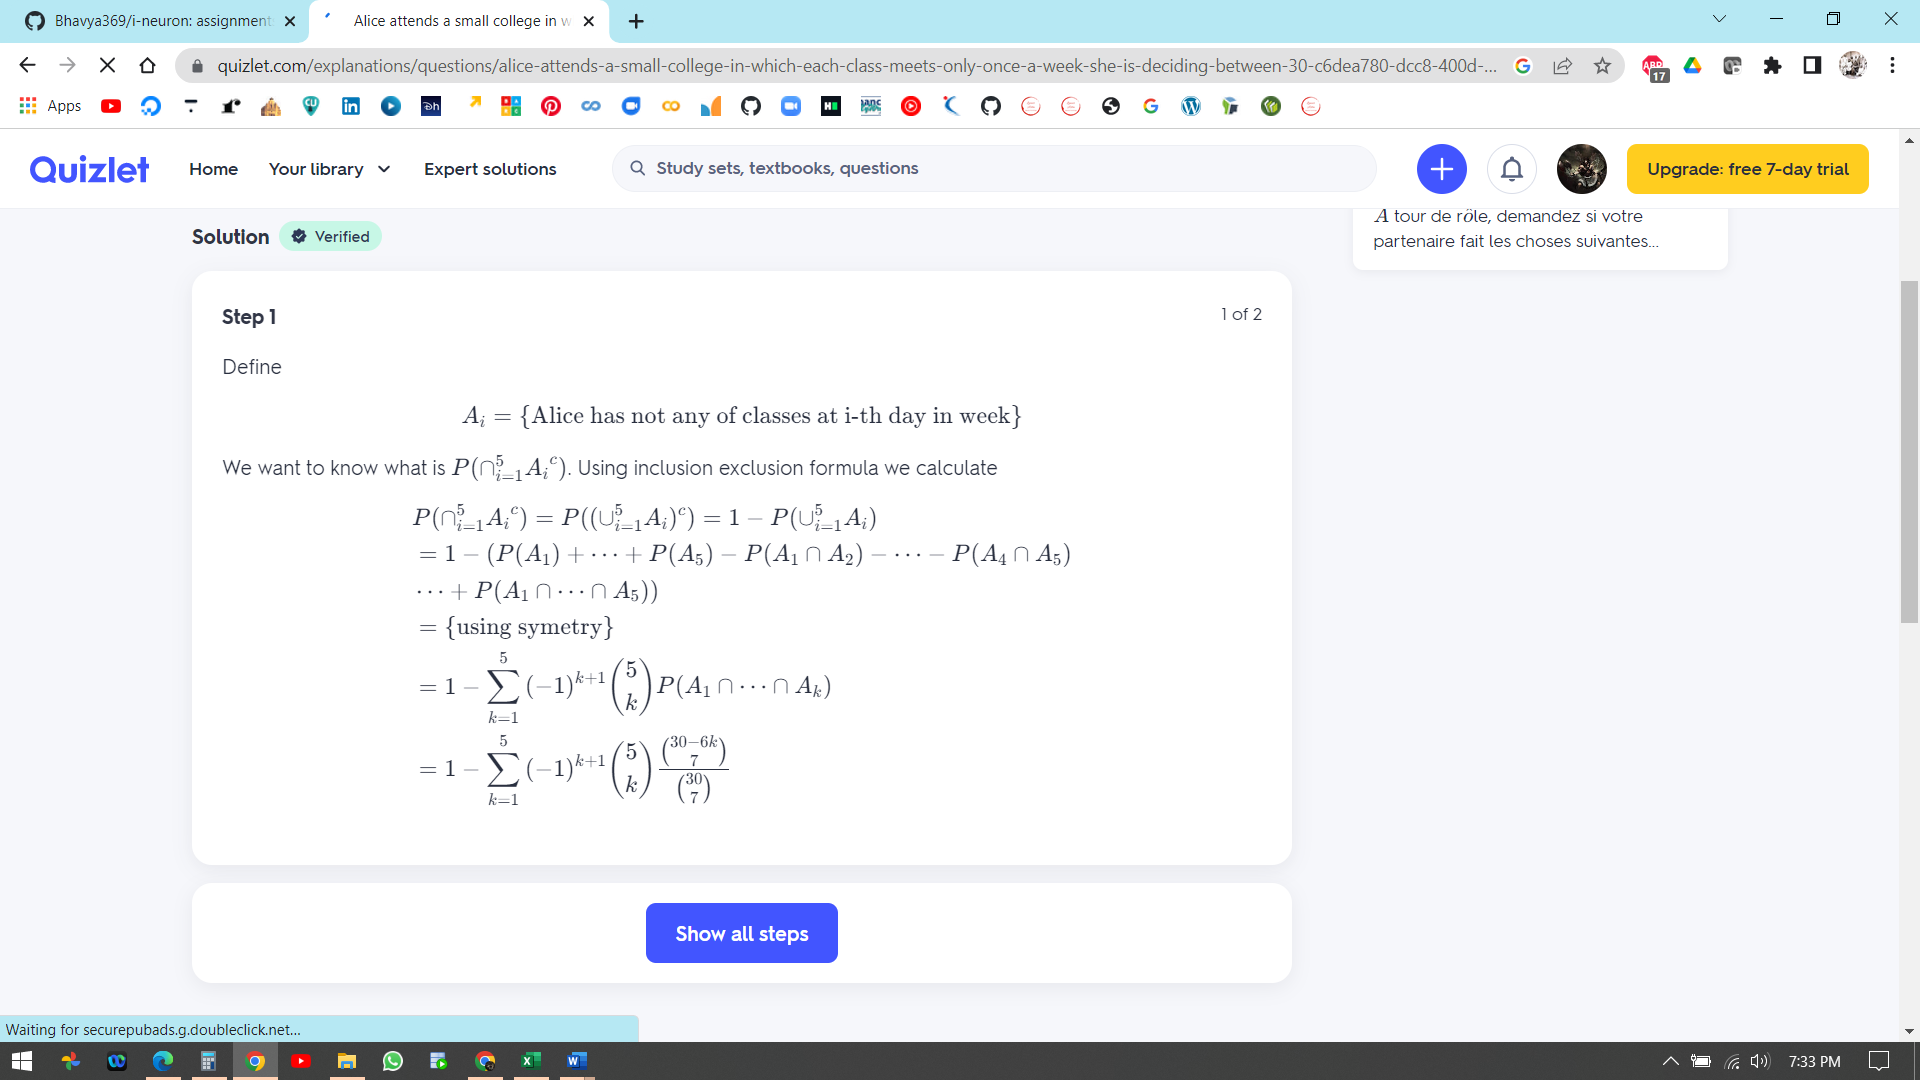 Bhavya369/i-neuron: assignment
Alice attends a small college in w
quizlet.com/explanations/questions/alice-attends-a-small-college-in-which-each-class-meets-only-once-a-week-she-is-deciding-between-30-c6dea780-dcc8-400d-...
17
Apps
Quizlet
Home
Your library
Expert solutions
Study sets, textbooks, questions
Upgrade: free 7-day trial
À tour de rôle, demandez si votre
partenaire fait les choses suivantes...
Solution
Verified
Step 1
1 of 2
Define
A_i = {Alice has not any of classes at i-th day in week}
We want to know what is P(∩_{i=1}^5 A_i^c). Using inclusion exclusion formula we calculate
P(∩_{i=1}^5 A_i^c) = P((∪_{i=1}^5 A_i)^c) = 1 − P(∪_{i=1}^5 A_i)
= 1 − (P(A_1) + ⋯ + P(A_5) − P(A_1 ∩ A_2) − ⋯ − P(A_4 ∩ A_5)
⋯ + P(A_1 ∩ ⋯ ∩ A_5))
= {using symetry}
= 1 − ∑_{k=1}^5 (−1)^{k+1} \binom{5}{k} P(A_1 ∩ ⋯ ∩ A_k)
= 1 − ∑_{k=1}^5 (−1)^{k+1} \binom{5}{k} \frac{\binom{30−6k}{7}}{\binom{30}{7}}
Show all steps
Waiting for securepubads.g.doubleclick.net...
7:33 PM